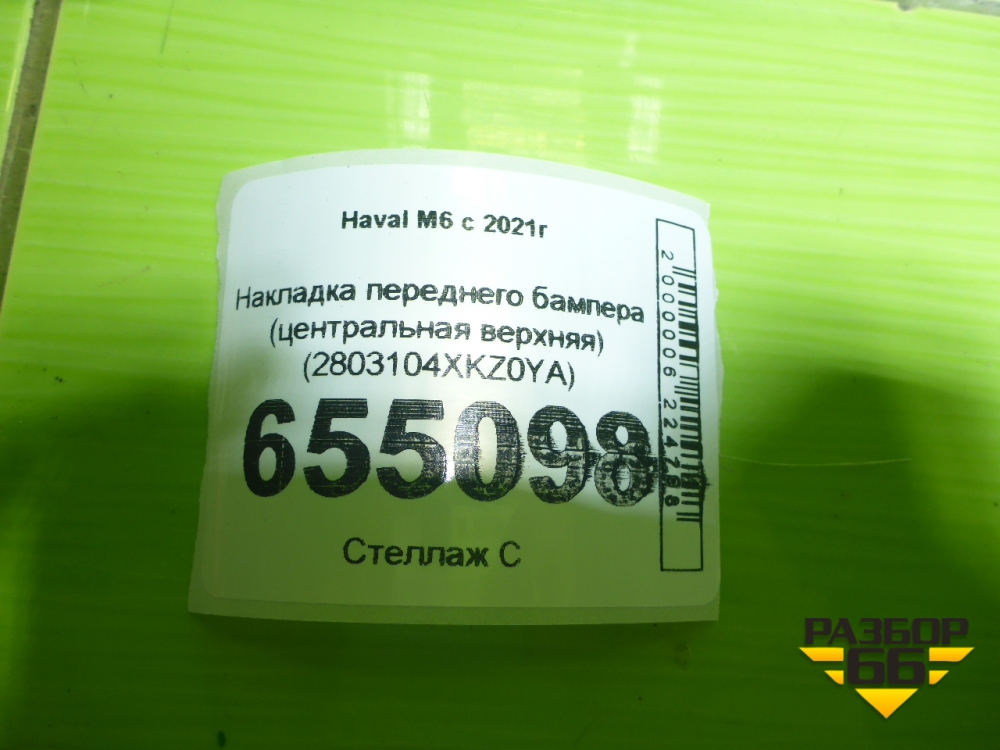 Haval M6 с 2021г
Накладка переднего бампера
(центральная верхняя)
(2803104XKZ0YA)
655098
Стеллаж С
2000006224788
РАЗБОР
66